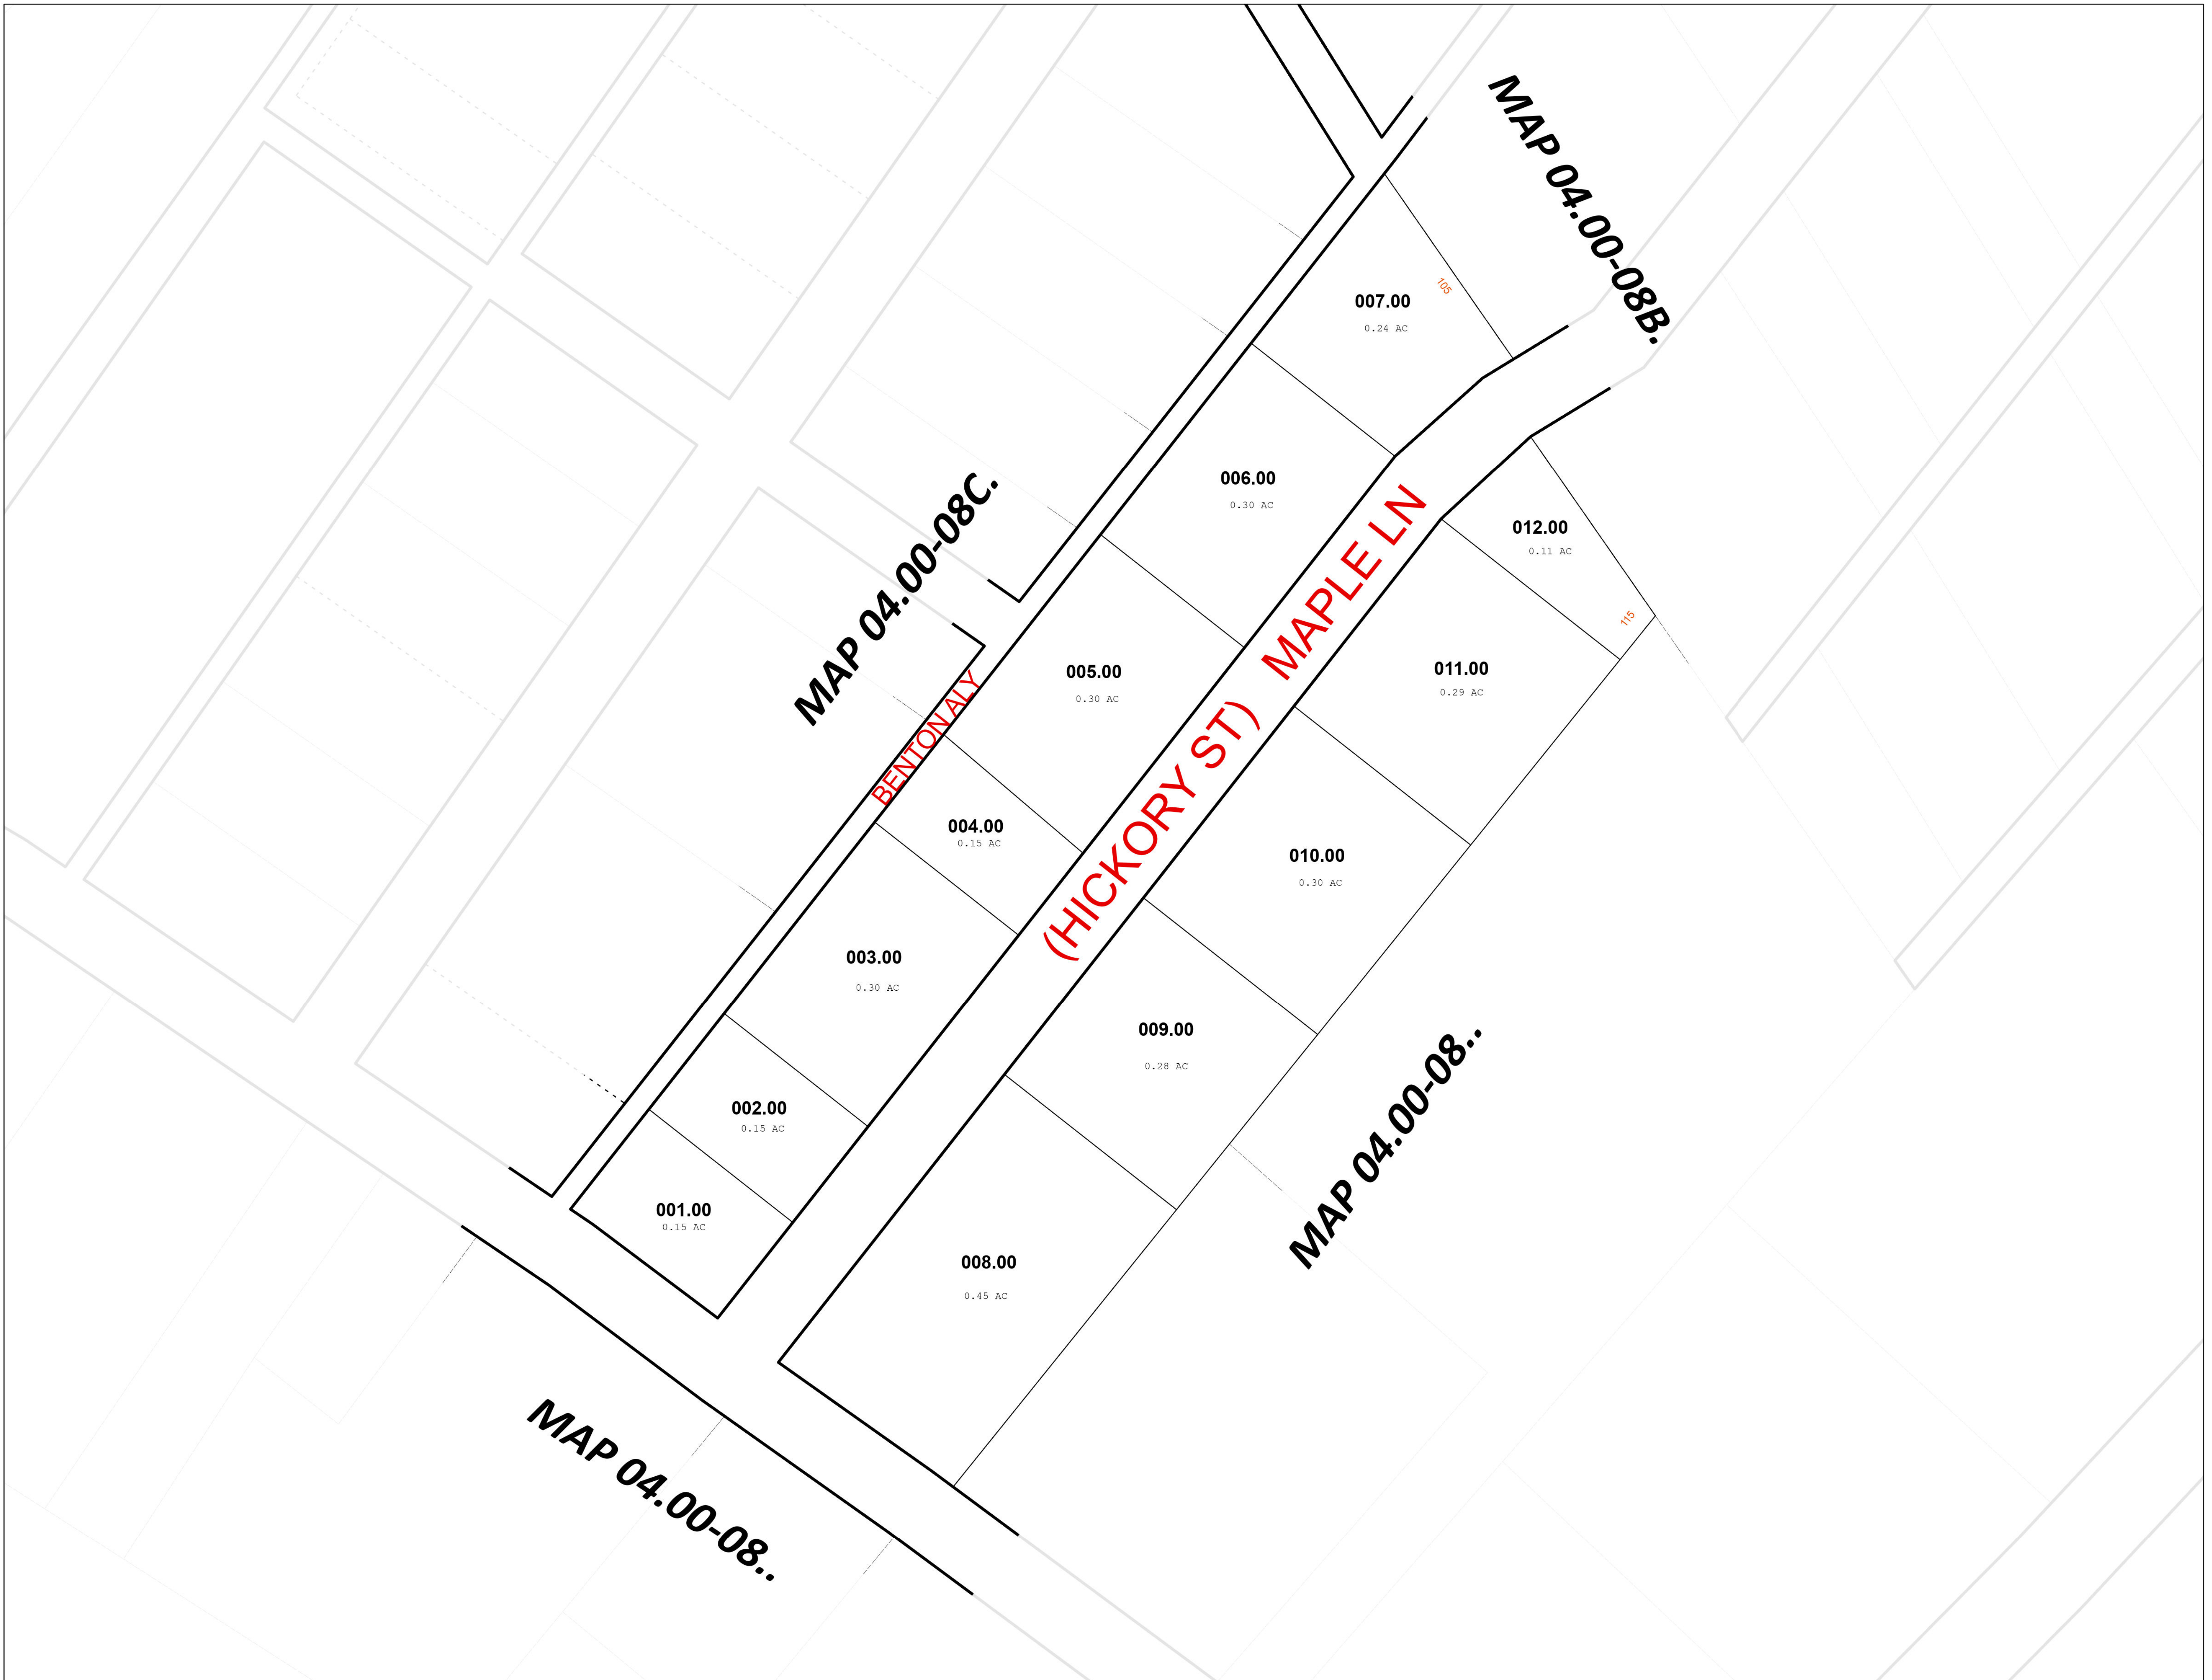 MAP 04.00-08B.
105
007.00
0.24 AC
006.00
0.30 AC
MAP 04.00-08C.
012.00
0.11 AC
115
(HICKORY ST) MAPLE LN
BENTON ALY
005.00
0.30 AC
011.00
0.29 AC
004.00
0.15 AC
010.00
0.30 AC
003.00
0.30 AC
009.00
0.28 AC
MAP 04.00-08..
002.00
0.15 AC
001.00
0.15 AC
008.00
0.45 AC
MAP 04.00-08..